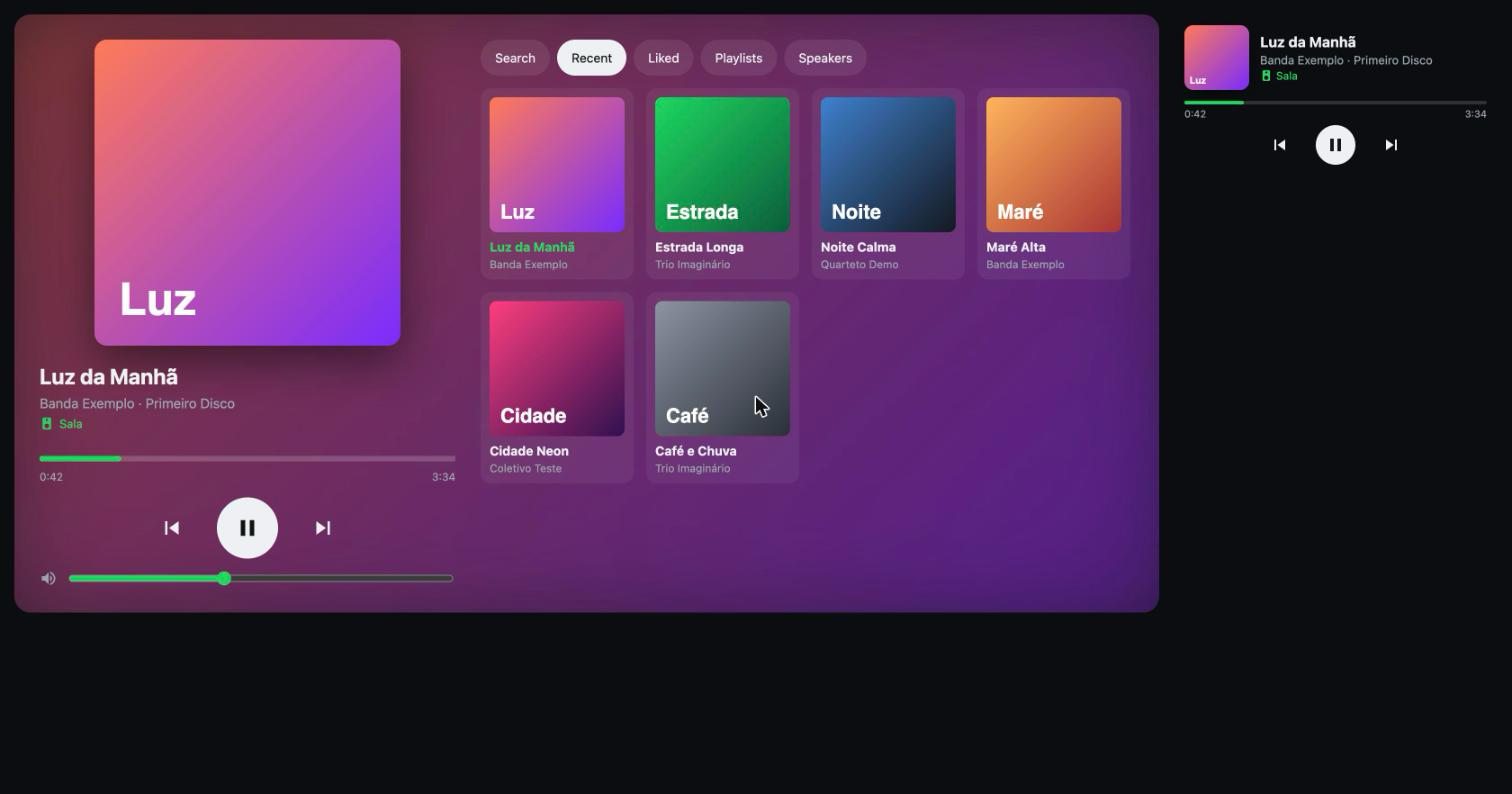 Luz
Luz da Manhã
Banda Exemplo · Primeiro Disco
Sala
0:42
3:34
Search
Recent
Liked
Playlists
Speakers
Luz
Luz da Manhã
Banda Exemplo
Estrada
Estrada Longa
Trio Imaginário
Noite
Noite Calma
Quarteto Demo
Maré
Maré Alta
Banda Exemplo
Cidade
Cidade Neon
Coletivo Teste
Café
Café e Chuva
Trio Imaginário
Luz
Luz da Manhã
Banda Exemplo · Primeiro Disco
Sala
0:42
3:34